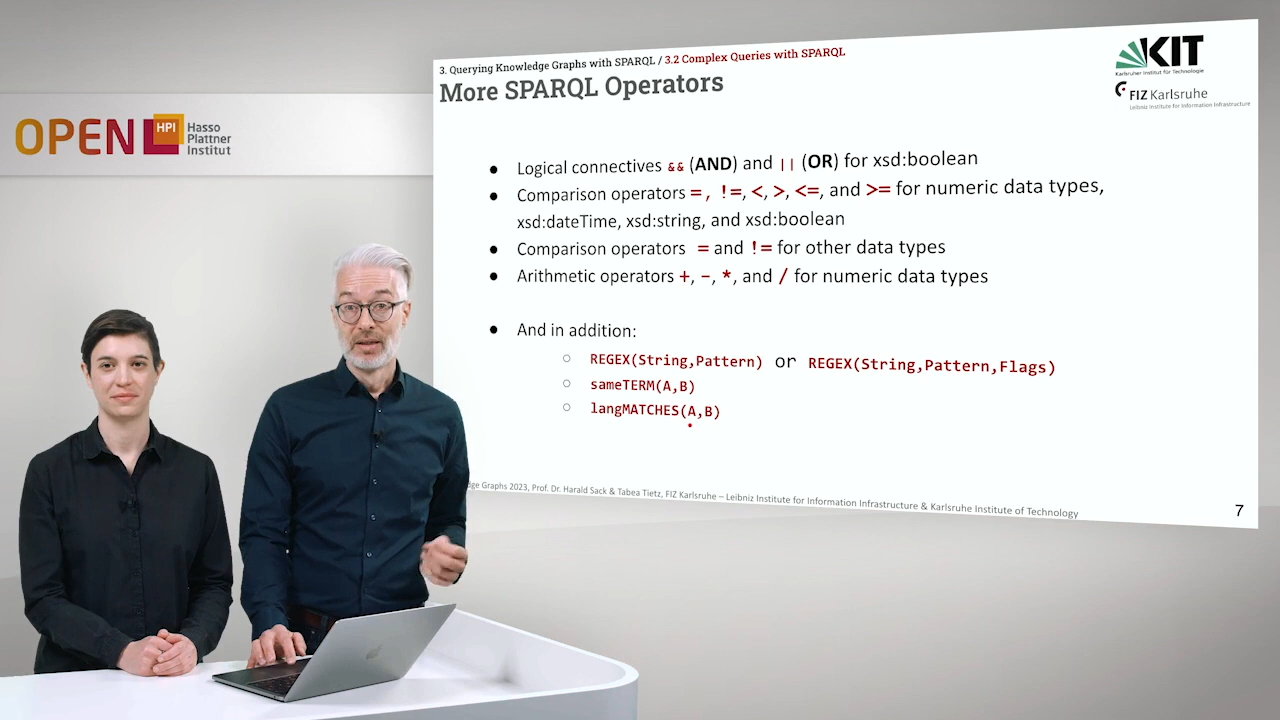 OPEN HPI Hasso
Plattner
Institut
3. Querying Knowledge Graphs with SPARQL / 3.2 Complex Queries with SPARQL
More SPARQL Operators
KIT
Karlsruher Institut für Technologie
FIZ Karlsruhe
Leibniz Institute for Information Infrastructure
● Logical connectives && (AND) and || (OR) for xsd:boolean
● Comparison operators =, !=, <, >, <=, and >= for numeric data types,
xsd:dateTime, xsd:string, and xsd:boolean
● Comparison operators = and != for other data types
● Arithmetic operators +, -, *, and / for numeric data types
● And in addition:
○ REGEX(String,Pattern) or REGEX(String,Pattern,Flags)
○ sameTERM(A,B)
○ langMATCHES(A,B)
dge Graphs 2023, Prof. Dr. Harald Sack & Tabea Tietz, FIZ Karlsruhe – Leibniz Institute for Information Infrastructure & Karlsruhe Institute of Technology
7